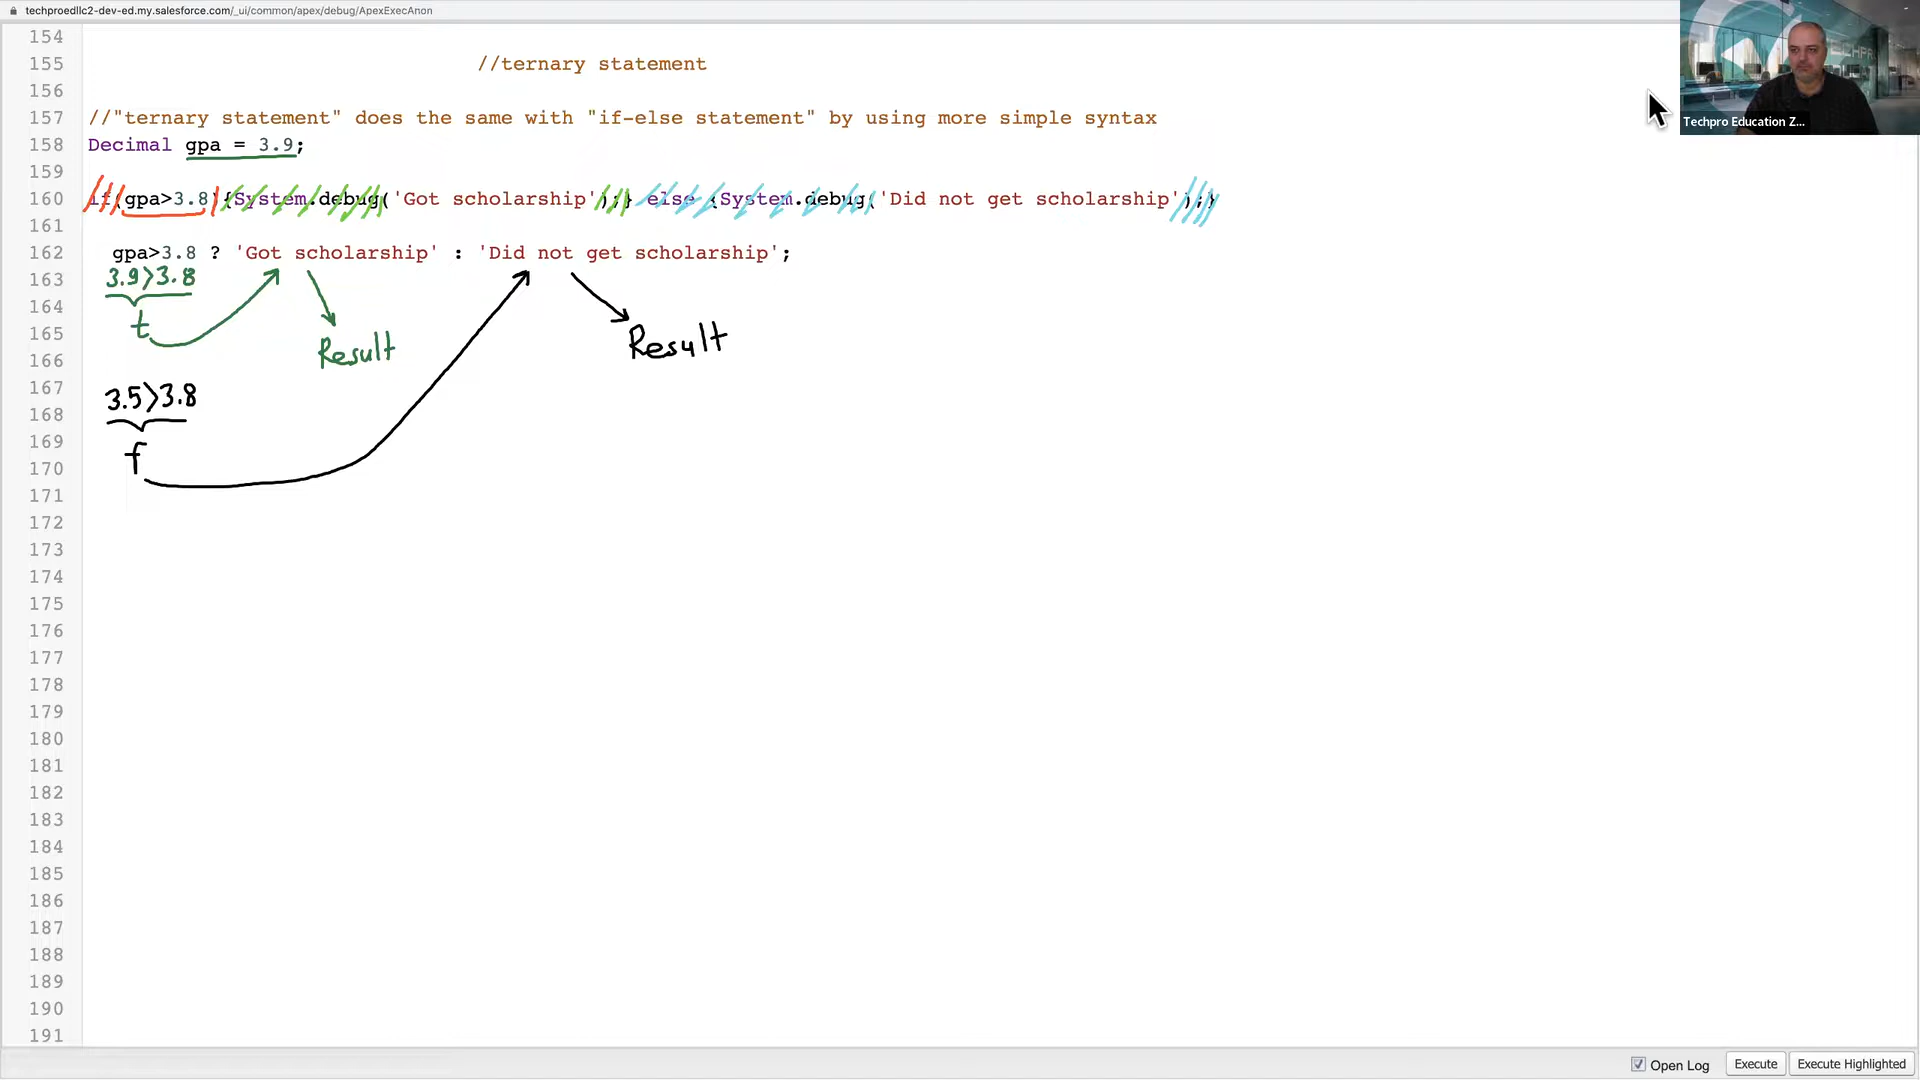 techproedllc2-dev-ed.my.salesforce.com/_ui/common/apex/debug/ApexExecAnon
154
155 //ternary statement
156
157 //"ternary statement" does the same with "if-else statement" by using more simple syntax
158 Decimal gpa = 3.9;
159
160 if(gpa>3.8){System.debug('Got scholarship');} else {System.debug('Did not get scholarship');}
161
162 gpa>3.8 ? 'Got scholarship' : 'Did not get scholarship';
163 3.9>3.8
164
165 t Result Result
166
167 3.5>3.8
168
169
170 f
171
172
173
174
175
176
177
178
179
180
181
182
183
184
185
186
187
188
189
190
191
TECHPRO
Techpro Education Z...
Open Log Execute Execute Highlighted